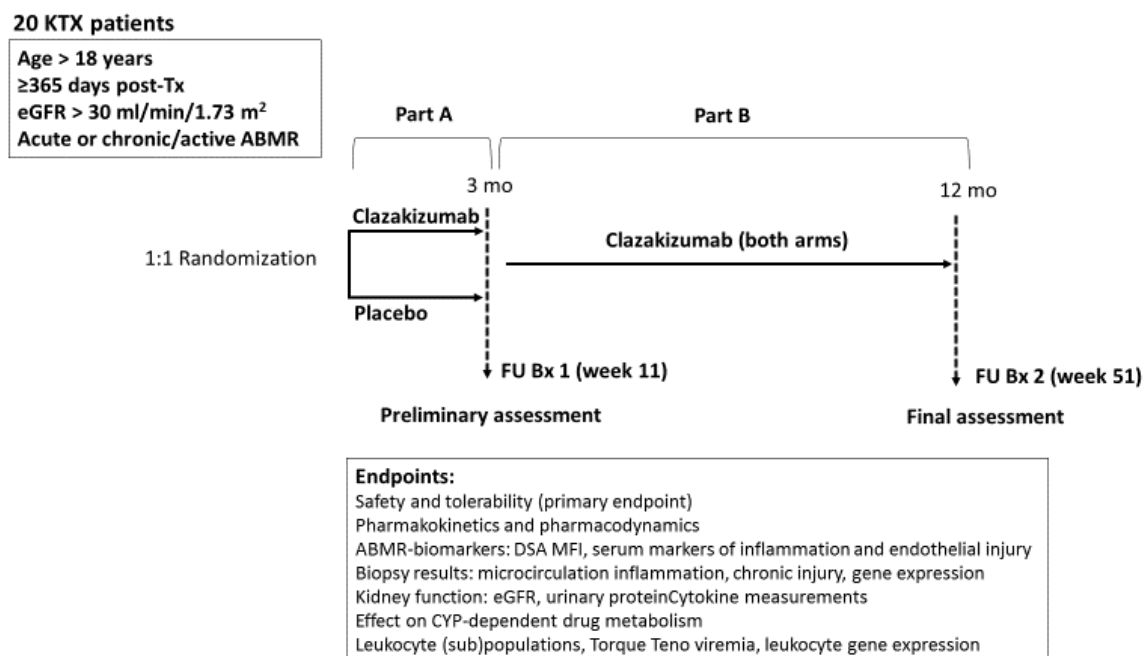 20 KTX patients
Age > 18 years
≥365 days post-Tx
eGFR > 30 ml/min/1.73 m²
Acute or chronic/active ABMR
Part A
Part B
3 mo
12 mo
Clazakizumab
Clazakizumab (both arms)
1:1 Randomization
Placebo
FU Bx 1 (week 11)
FU Bx 2 (week 51)
Preliminary assessment
Final assessment
Endpoints:
Safety and tolerability (primary endpoint)
Pharmakokinetics and pharmacodynamics
ABMR-biomarkers: DSA MFI, serum markers of inflammation and endothelial injury
Biopsy results: microcirculation inflammation, chronic injury, gene expression
Kidney function: eGFR, urinary proteinCytokine measurements
Effect on CYP-dependent drug metabolism
Leukocyte (sub)populations, Torque Teno viremia, leukocyte gene expression